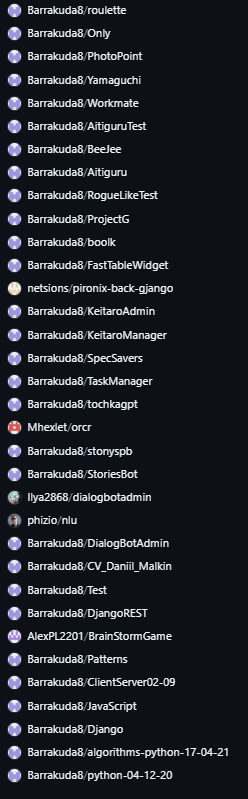 Barrakuda8/roulette
Barrakuda8/Only
Barrakuda8/PhotoPoint
Barrakuda8/Yamaguchi
Barrakuda8/Workmate
Barrakuda8/AitiguruTest
Barrakuda8/BeeJee
Barrakuda8/Aitiguru
Barrakuda8/RogueLikeTest
Barrakuda8/ProjectG
Barrakuda8/boolk
Barrakuda8/FastTableWidget
netsions/pironix-back-gjango
Barrakuda8/KeitaroAdmin
Barrakuda8/KeitaroManager
Barrakuda8/SpecSavers
Barrakuda8/TaskManager
Barrakuda8/tochkagpt
Mhexlet/orcr
Barrakuda8/stonyspb
Barrakuda8/StoriesBot
Ilya2868/dialogbotadmin
phizio/nlu
Barrakuda8/DialogBotAdmin
Barrakuda8/CV_Daniil_Malkin
Barrakuda8/Test
Barrakuda8/DjangoREST
AlexPL2201/BrainStormGame
Barrakuda8/Patterns
Barrakuda8/ClientServer02-09
Barrakuda8/JavaScript
Barrakuda8/Django
Barrakuda8/algorithms-python-17-04-21
Barrakuda8/python-04-12-20